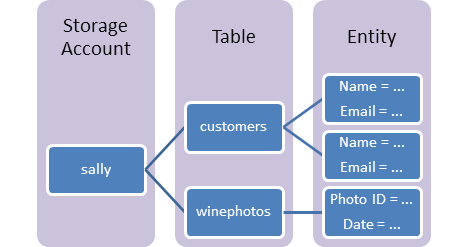 Storage
Account
Table
Entity
sally
customers
winephotos
Name = ...
Email = ...
Name = ...
Email = ...
Photo ID = ...
Date = ...